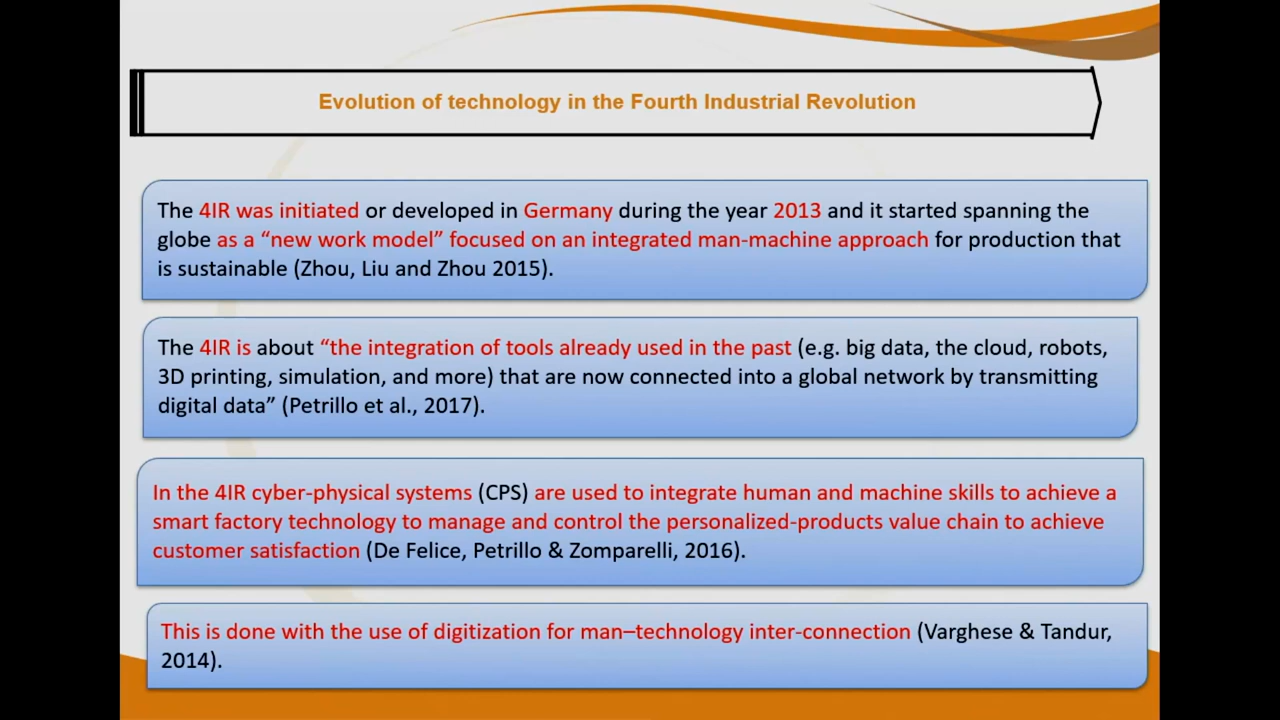 Evolution of technology in the Fourth Industrial Revolution
The 4IR was initiated or developed in Germany during the year 2013 and it started spanning the
globe as a “new work model” focused on an integrated man-machine approach for production that
is sustainable (Zhou, Liu and Zhou 2015).
The 4IR is about “the integration of tools already used in the past (e.g. big data, the cloud, robots,
3D printing, simulation, and more) that are now connected into a global network by transmitting
digital data” (Petrillo et al., 2017).
In the 4IR cyber-physical systems (CPS) are used to integrate human and machine skills to achieve a
smart factory technology to manage and control the personalized-products value chain to achieve
customer satisfaction (De Felice, Petrillo & Zomparelli, 2016).
This is done with the use of digitization for man–technology inter-connection (Varghese & Tandur,
2014).